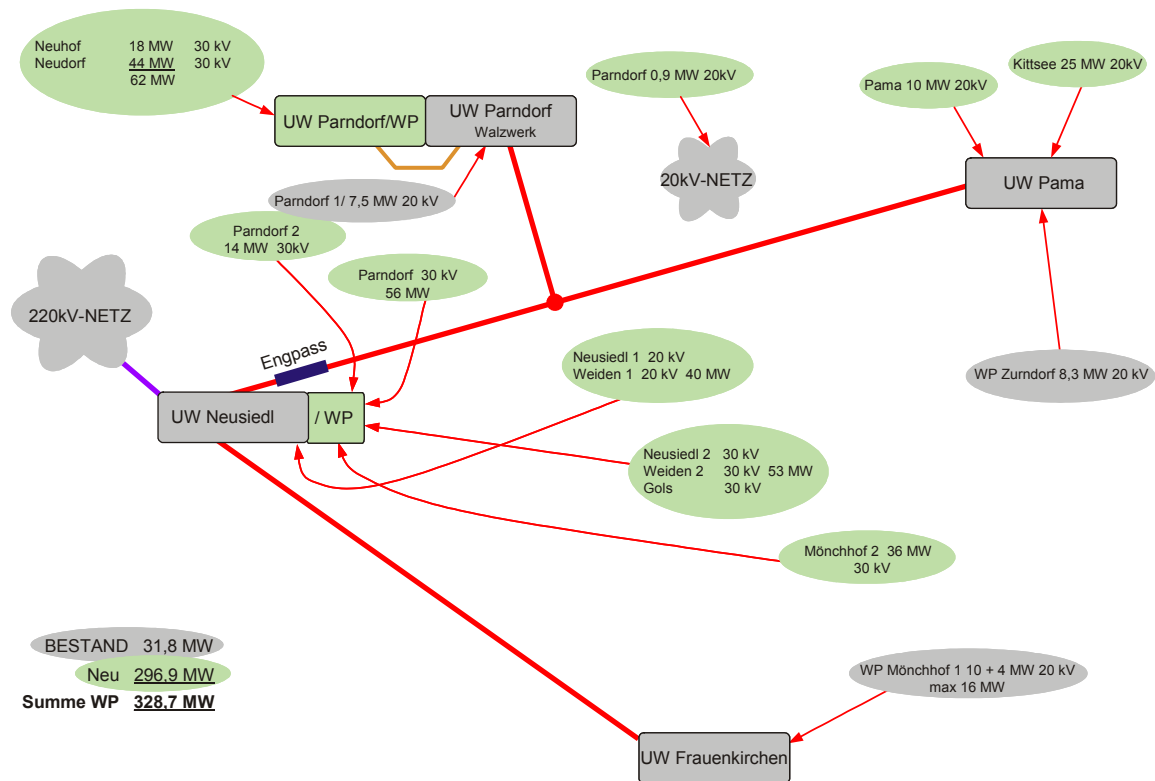 Neuhof 18 MW 30 kV
Neudorf 44 MW 30 kV
62 MW
UW Parndorf/WP
UW Parndorf
Walzwerk
Parndorf 0,9 MW 20kV
20kV-NETZ
Pama 10 MW 20kV
Kittsee 25 MW 20kV
UW Pama
Parndorf 1/ 7,5 MW 20 kV
Parndorf 2
14 MW 30kV
Parndorf 30 kV
56 MW
220kV-NETZ
Engpass
Neusiedl 1 20 kV
Weiden 1 20 kV 40 MW
WP Zurndorf 8,3 MW 20 kV
UW Neusiedl
/ WP
Neusiedl 2 30 kV
Weiden 2 30 kV 53 MW
Gols 30 kV
Mönchhof 2 36 MW
30 kV
BESTAND 31,8 MW
Neu 296,9 MW
Summe WP 328,7 MW
WP Mönchhof 1 10 + 4 MW 20 kV
max 16 MW
UW Frauenkirchen